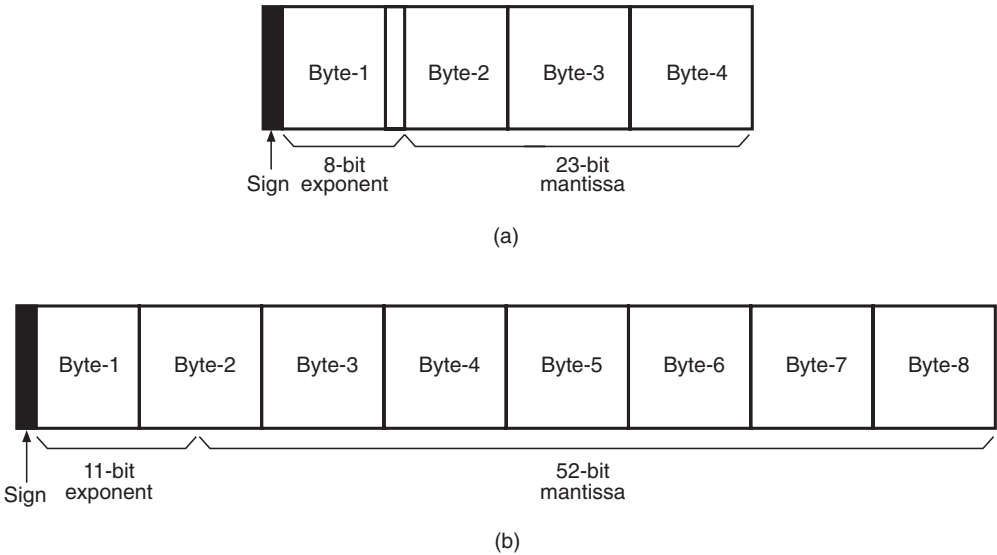 Byte-1 Byte-2 Byte-3 Byte-4
8-bit 23-bit
Sign exponent mantissa
(a)
Byte-1 Byte-2 Byte-3 Byte-4 Byte-5 Byte-6 Byte-7 Byte-8
11-bit 52-bit
Sign exponent mantissa
(b)